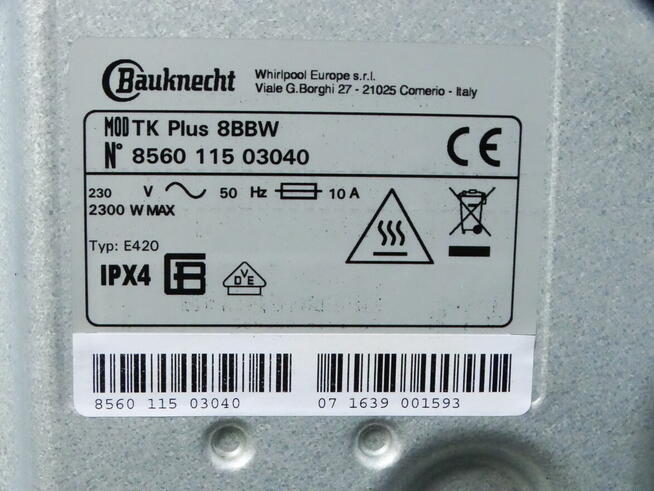 Bauknecht
Whirlpool Europe s.r.l.
Viale G.Borghi 27 - 21025 Comerio - Italy
MOD TK Plus 8BBW
N° 8560 115 03040
CE
230 V 50 Hz 10 A
2300 W MAX
Typ: E420
IPX4
VDE
8560 115 03040
07 1639 001593